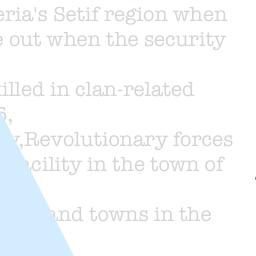 eria's Setif region when
out when the security
illed in clan-related
,Revolutionary forces
cility in the town of
and towns in the